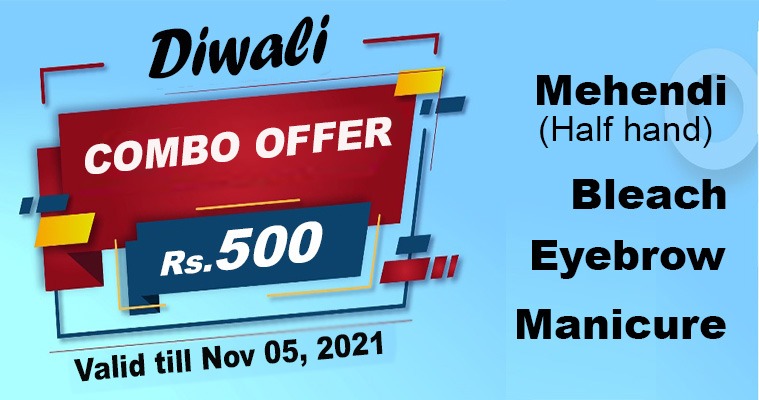 Diwali
COMBO OFFER
Rs.500
Valid till Nov 05, 2021
Mehendi
(Half hand)
Bleach
Eyebrow
Manicure